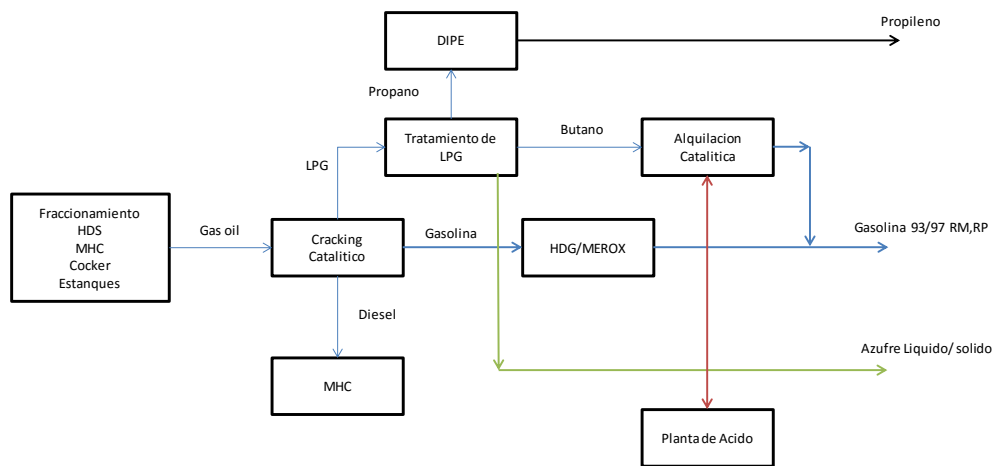 Propileno
DIPE
Propano
Tratamiento de
LPG
Butano
Alquilacion
Catalitica
LPG
Fraccionamiento
HDS
MHC
Cocker
Estanques
Gas oil
Cracking
Catalitico
Gasolina
HDG/MEROX
Gasolina 93/97 RM,RP
Diesel
MHC
Azufre Liquido/ solido
Planta de Acido